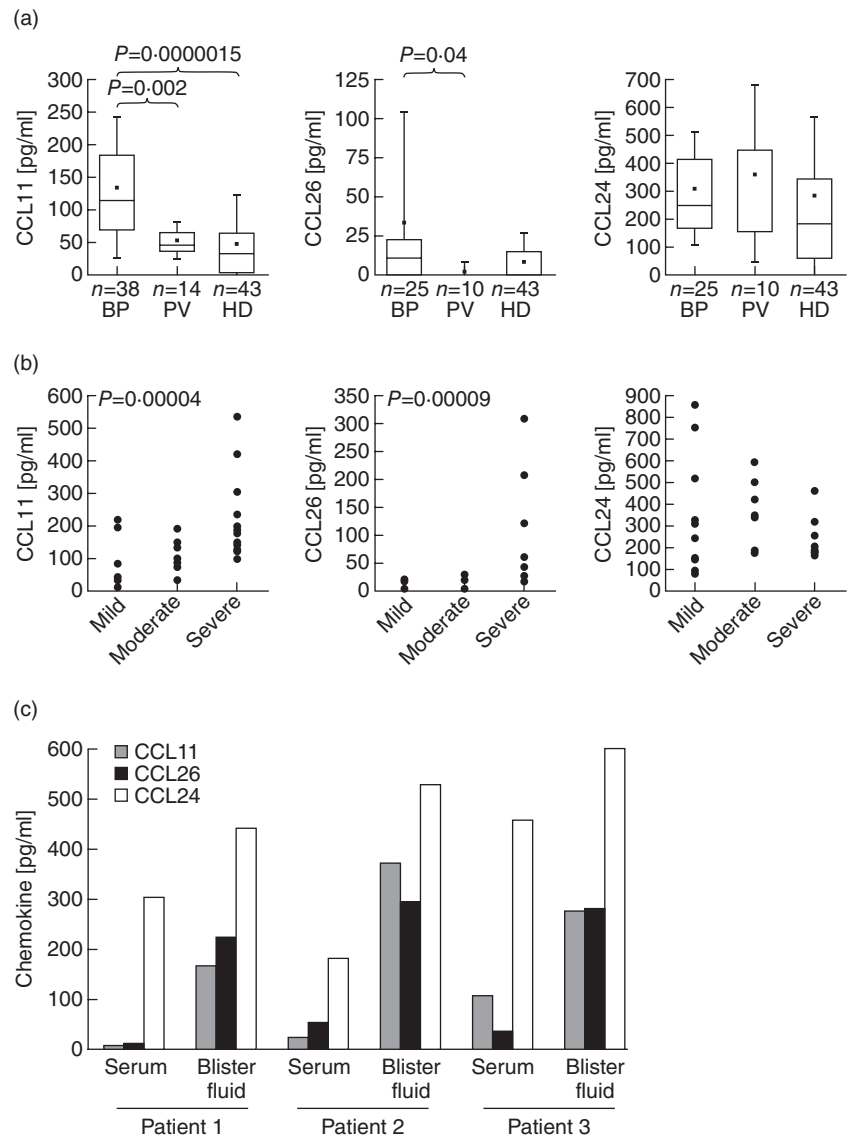 (a)
P=0·0000015
P=0·002
300
250
200
150
100
50
0
CCL11 [pg/ml]
n=38 n=14 n=43
BP PV HD
P=0·04
125
100
75
50
25
0
CCL26 [pg/ml]
n=25 n=10 n=43
BP PV HD
700
600
500
400
300
200
100
0
CCL24 [pg/ml]
n=25 n=10 n=43
BP PV HD
(b)
P=0·00004
600
500
400
300
200
100
0
CCL11 [pg/ml]
Mild
Moderate
Severe
P=0·00009
350
300
250
200
150
100
50
0
CCL26 [pg/ml]
Mild
Moderate
Severe
900
800
700
600
500
400
300
200
100
0
CCL24 [pg/ml]
Mild
Moderate
Severe
(c)
CCL11
CCL26
CCL24
600
500
400
300
200
100
0
Chemokine [pg/ml]
Serum Blister Serum Blister Serum Blister
fluid fluid fluid
Patient 1 Patient 2 Patient 3